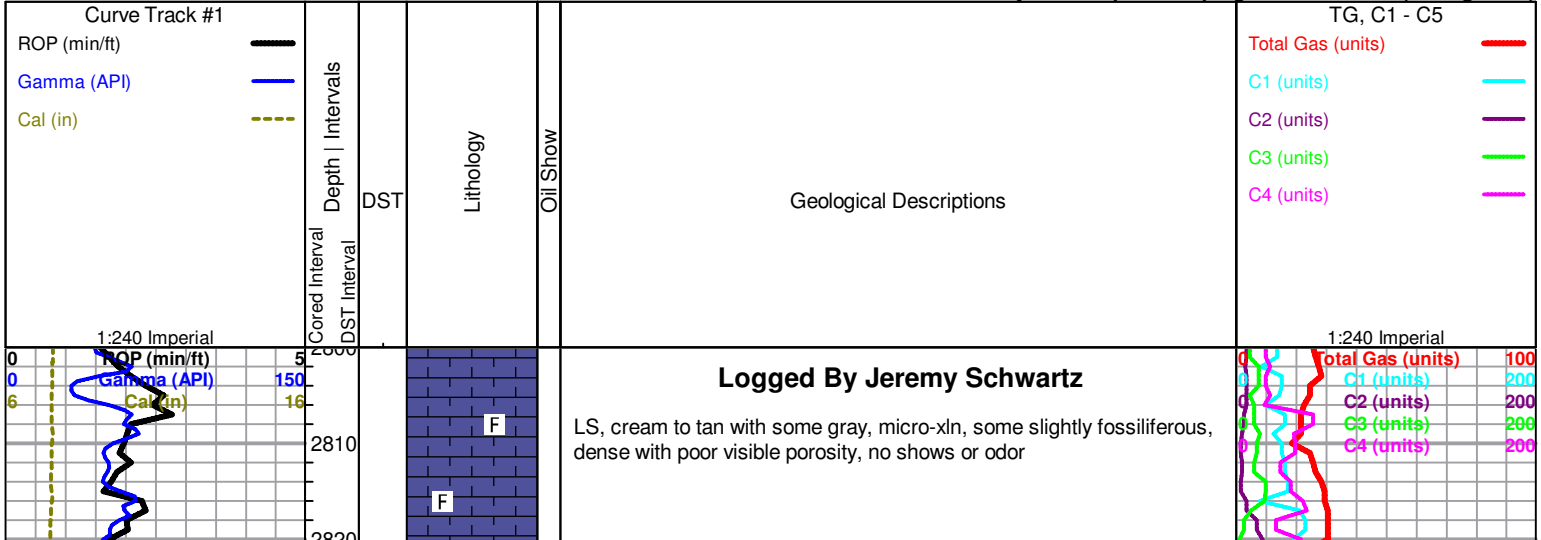 Curve Track #1
ROP (min/ft)
Gamma (API)
Cal (in)
1:240 Imperial
Depth | Intervals
Cored Interval
DST Interval
DST
Lithology
Oil Show
Geological Descriptions
TG, C1 - C5
Total Gas (units)
C1 (units)
C2 (units)
C3 (units)
C4 (units)
1:240 Imperial
0 ROP (min/ft) 5
0 Gamma (API) 150
6 Cal (in) 16
2800
2810
2820
F
F
Logged By Jeremy Schwartz
LS, cream to tan with some gray, micro-xln, some slightly fossiliferous,
dense with poor visible porosity, no shows or odor
0 Total Gas (units) 100
0 C1 (units) 200
0 C2 (units) 200
0 C3 (units) 200
0 C4 (units) 200